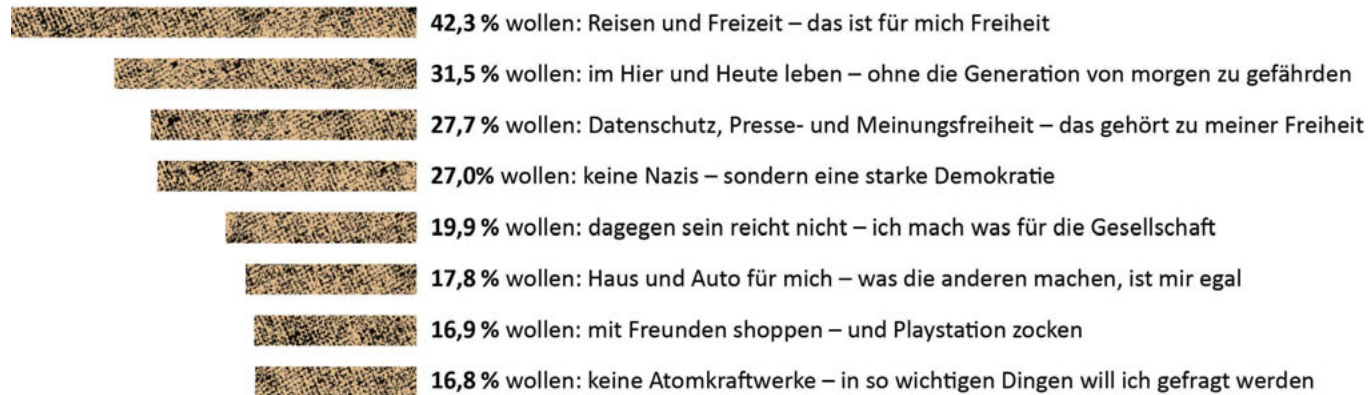 42,3 % wollen: Reisen und Freizeit – das ist für mich Freiheit
31,5 % wollen: im Hier und Heute leben – ohne die Generation von morgen zu gefährden
27,7 % wollen: Datenschutz, Presse- und Meinungsfreiheit – das gehört zu meiner Freiheit
27,0% wollen: keine Nazis – sondern eine starke Demokratie
19,9 % wollen: dagegen sein reicht nicht – ich mach was für die Gesellschaft
17,8 % wollen: Haus und Auto für mich – was die anderen machen, ist mir egal
16,9 % wollen: mit Freunden shoppen – und Playstation zocken
16,8 % wollen: keine Atomkraftwerke – in so wichtigen Dingen will ich gefragt werden